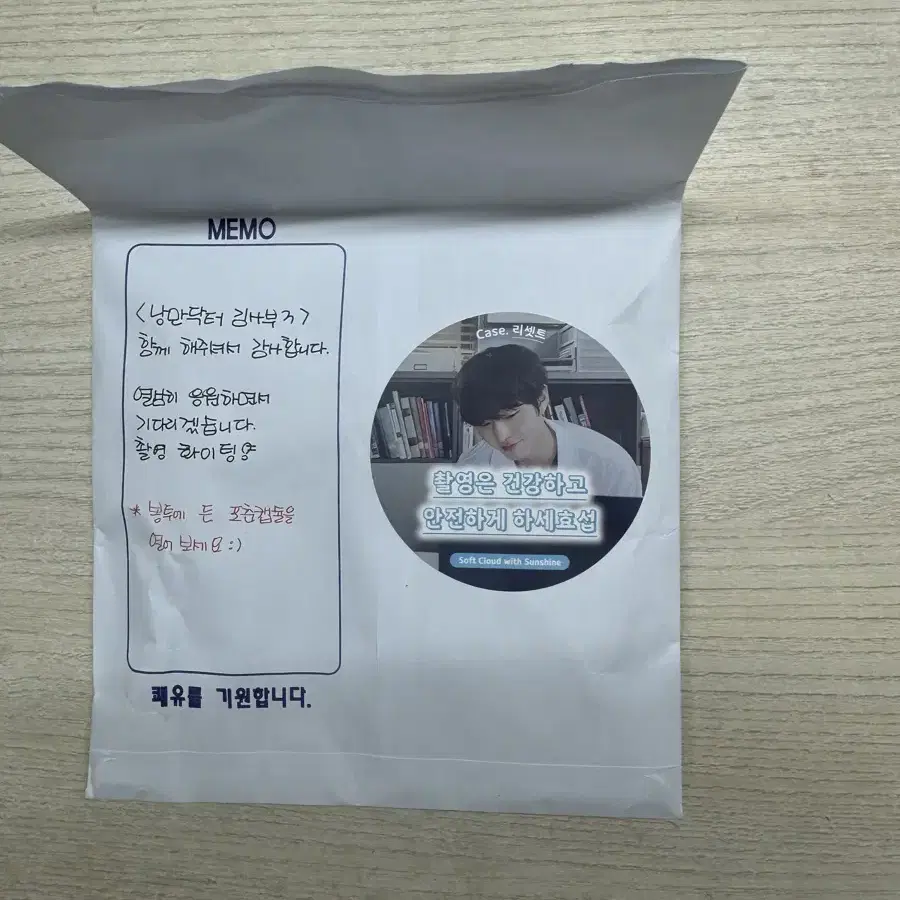 MEMO
<낭만닥터 김사부3>
함께 해주셔서 감사합니다.
열심히 응원하면서
기다리겠습니다.
촬영 화이팅양
* 봉투에 든 포춘캡슐을
열어 보세요 :)
쾌유를 기원합니다.
Case. 리셋트
촬영은 건강하고
안전하게 하세효섭
Soft Cloud with Sunshine